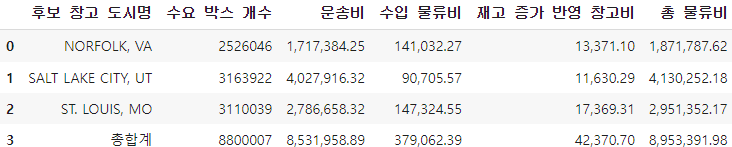 후보 창고 도시명 수요 박스 개수 운송비 수입 물류비 재고 증가 반영 창고비 총 물류비
0 NORFOLK, VA 2526046 1,717,384.25 141,032.27 13,371.10 1,871,787.62
1 SALT LAKE CITY, UT 3163922 4,027,916.32 90,705.57 11,630.29 4,130,252.18
2 ST. LOUIS, MO 3110039 2,786,658.32 147,324.55 17,369.31 2,951,352.17
3 종합계 8800007 8,531,958.89 379,062.39 42,370.70 8,953,391.98